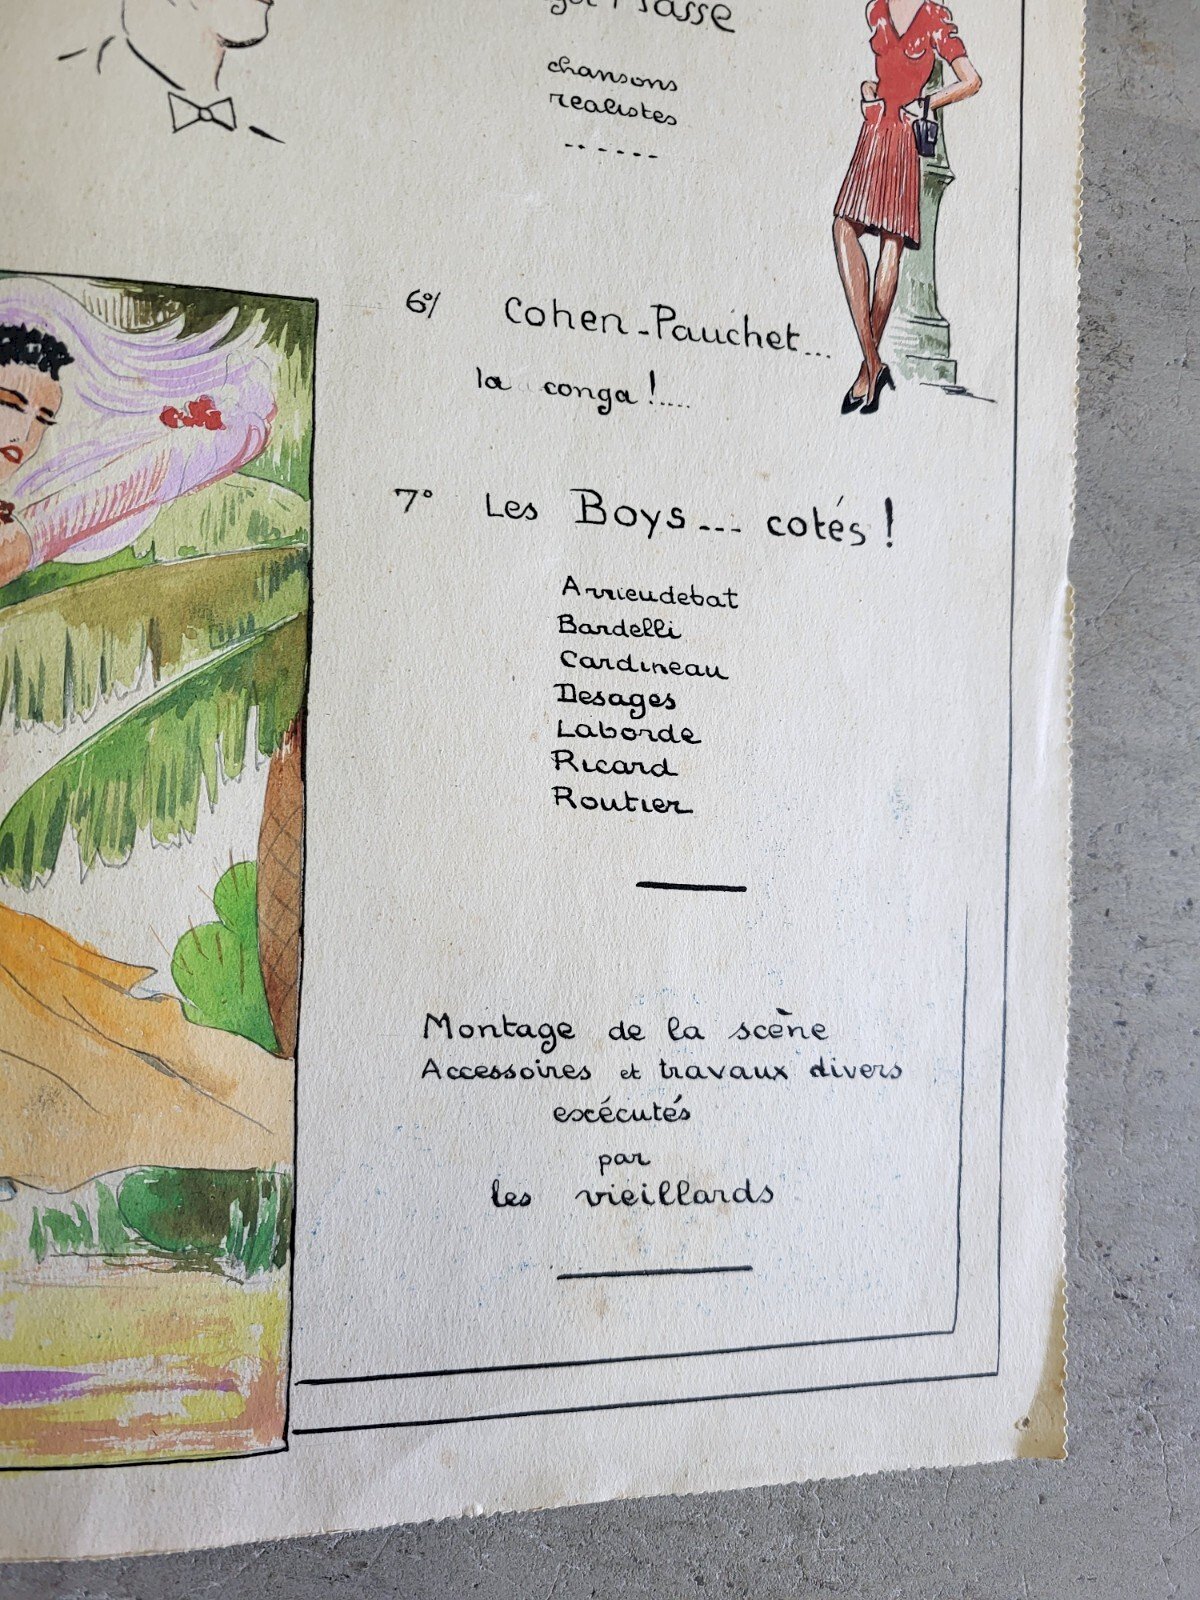 chansons
realistes
......
6°/ Cohen-Pauchet...
la conga !.....
7° Les Boys... cotés !
Arrieudebat
Bardelli
Cardineau
Desages
Laborde
Ricard
Routier
Montage de la scène
Accessoires et travaux divers
exécutés
par
les vieillards